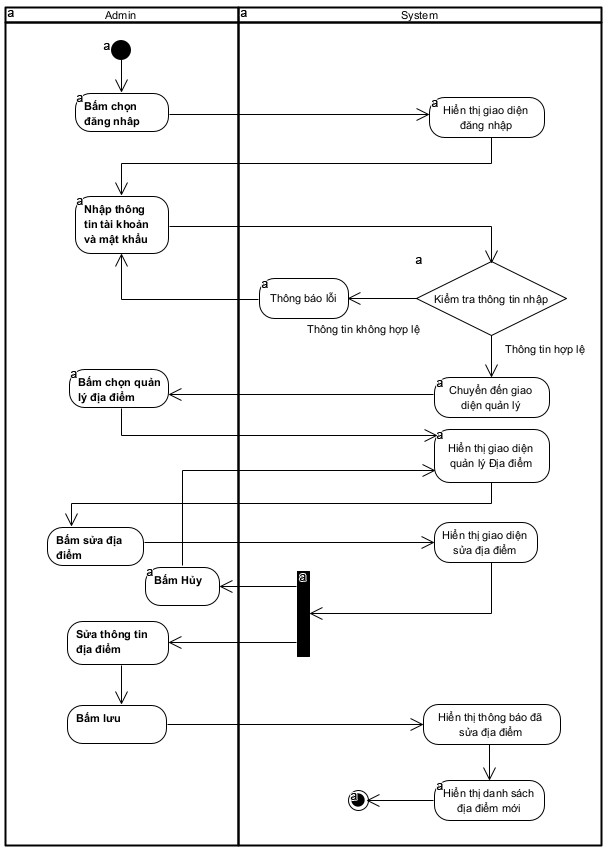 a
Admin
a
System
a
a
Bấm chọn
đăng nhâp
a
Hiển thị giao diện
đăng nhập
a
Nhập thông
tin tài khoản
và mật khẩu
a
Kiểm tra thông tin nhập
a
Thông báo lỗi
Thông tin không hợp lệ
Thông tin hợp lệ
a
Bấm chọn quản
lý địa điểm
a
Chuyển đến giao
diện quản lý
a
Hiển thị giao diện
quản lý Địa điểm
Bấm sửa địa
điểm
Hiển thị giao diện
sửa địa điểm
a
Bấm Hủy
a
Sửa thông tin
địa điểm
Bấm lưu
Hiển thị thông báo đã
sửa địa điểm
a
a
Hiển thị danh sách
địa điểm mới